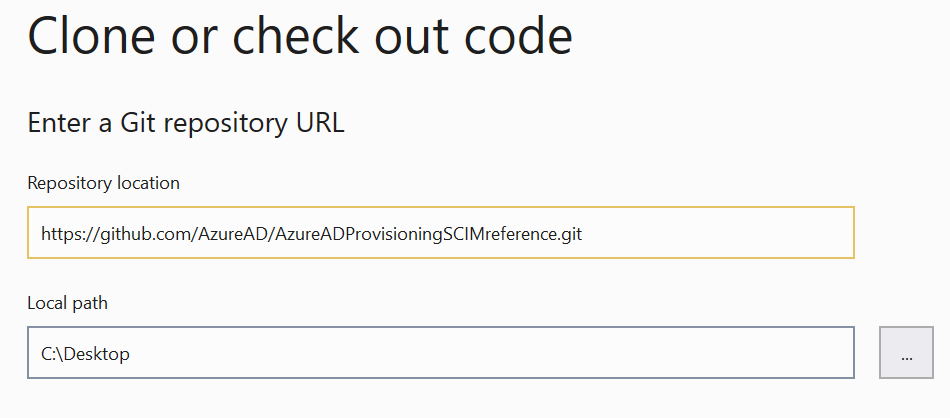 Clone or check out code
Enter a Git repository URL
Repository location
https://github.com/AzureAD/AzureADProvisioningSCIMreference.git
Local path
C:\Desktop
...